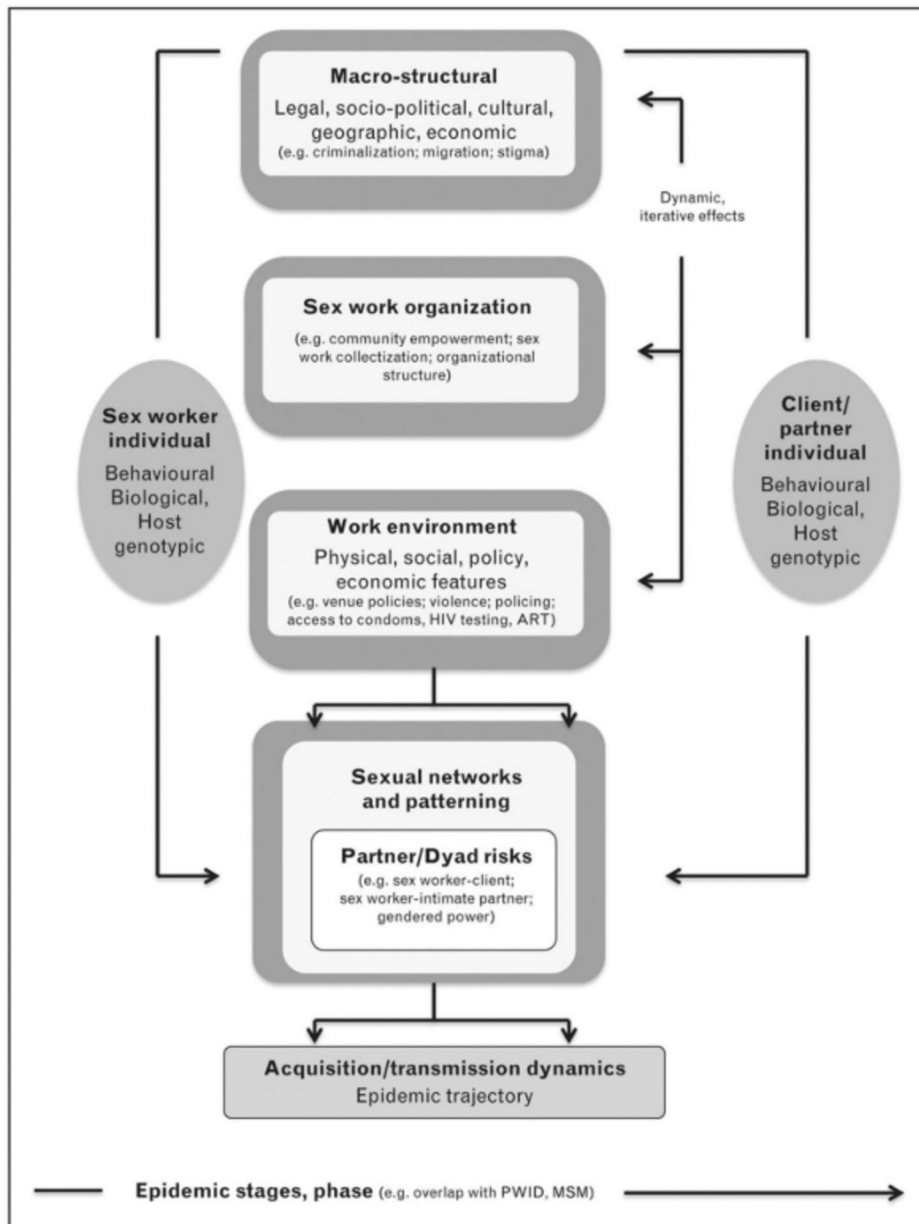 Macro-structural
Legal, socio-political, cultural,
geographic, economic
(e.g. criminalization; migration; stigma)
Dynamic,
iterative effects
Sex work organization
(e.g. community empowerment; sex
work collectization; organizational
structure)
Sex worker
individual
Behavioural
Biological,
Host
genotypic
Client/
partner
individual
Behavioural
Biological,
Host
genotypic
Work environment
Physical, social, policy,
economic features
(e.g. venue policies; violence; policing;
access to condoms, HIV testing, ART)
Sexual networks
and patterning
Partner/Dyad risks
(e.g. sex worker-client;
sex worker-intimate partner;
gendered power)
Acquisition/transmission dynamics
Epidemic trajectory
Epidemic stages, phase (e.g. overlap with PWID, MSM)